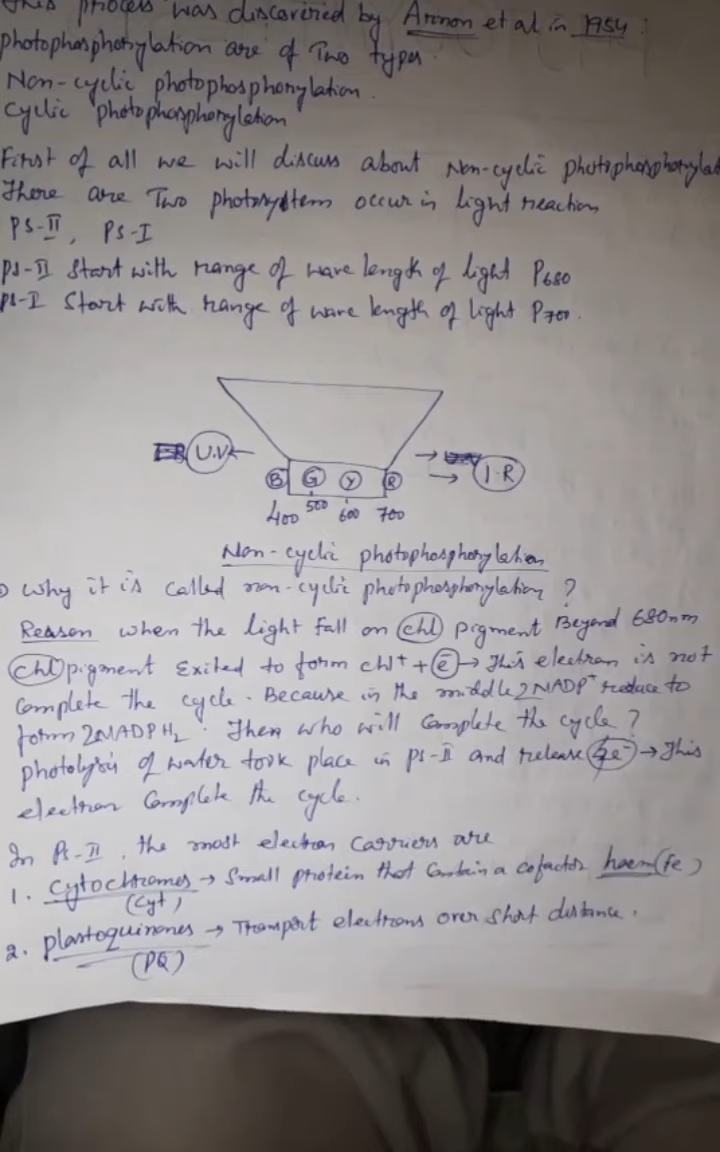 This process was discovered by Arnon et al in 1954.
photophosphorylation are of Two types.
Non-cyclic photophosphorylation.
Cyclic photophosphorylation
First of all we will discuss about Non-cyclic photophosphorylat
There are Two photosystem occur in light reaction
PS-II, PS-I
PS-II Start with range of wave length of light P680
PS-I Start with range of wave length of light P700.
U.V
I-R
B G Y R
400 500 600 700
Non-cyclic photophosphorylation
Why it is called non-cyclic photophosphorylation?
Reason when the light fall on chl pigment Beyond 680nm
chl pigment Exited to form chl+ + e- → This electron is not
Complete the cycle. Because in the middle 2NADP+ reduce to
form 2NADPH2. Then who will complete the cycle?
photolysis of water took place in PS-II and release 4e- → This
electron Complete the cycle.
In PS-II, the most electron carriers are
1. Cytochromes → Small protein that contain a cofactor haem(Fe)
(Cyt)
2. plastoquinones → Transport electrons over short distance.
(PQ)